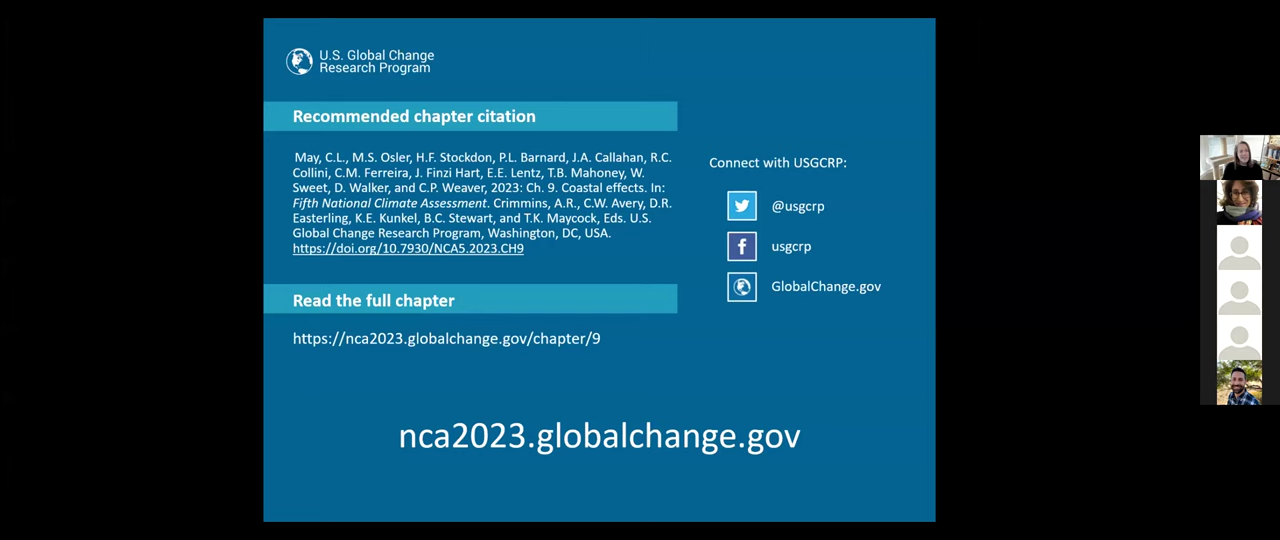 U.S. Global Change
Research Program
Recommended chapter citation
May, C.L., M.S. Osler, H.F. Stockdon, P.L. Barnard, J.A. Callahan, R.C.
Collini, C.M. Ferreira, J. Finzi Hart, E.E. Lentz, T.B. Mahoney, W.
Sweet, D. Walker, and C.P. Weaver, 2023: Ch. 9. Coastal effects. In:
Fifth National Climate Assessment. Crimmins, A.R., C.W. Avery, D.R.
Easterling, K.E. Kunkel, B.C. Stewart, and T.K. Maycock, Eds. U.S.
Global Change Research Program, Washington, DC, USA.
https://doi.org/10.7930/NCA5.2023.CH9
Read the full chapter
https://nca2023.globalchange.gov/chapter/9
Connect with USGCRP:
@usgcrp
usgcrp
GlobalChange.gov
nca2023.globalchange.gov